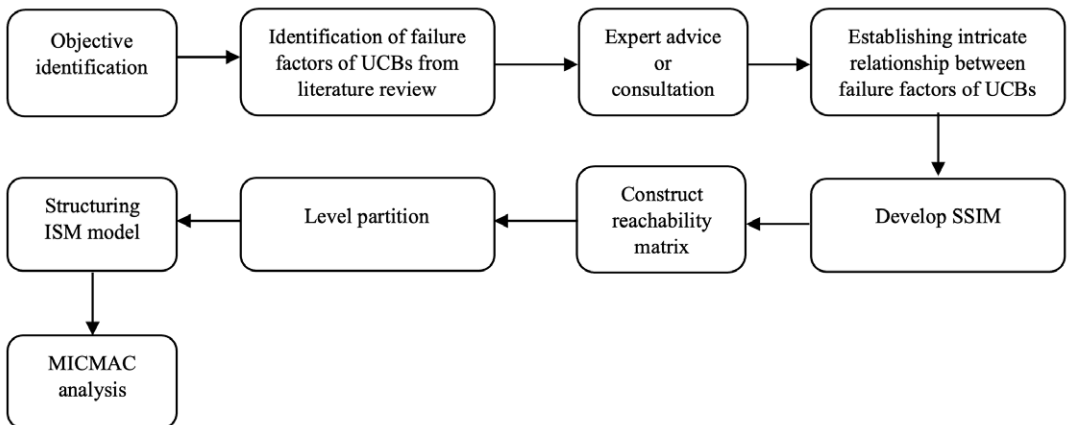 Objective
identification
Identification of failure
factors of UCBs from
literature review
Expert advice
or
consultation
Establishing intricate
relationship between
failure factors of UCBs
Develop SSIM
Construct
reachability
matrix
Level partition
Structuring
ISM model
MICMAC
analysis